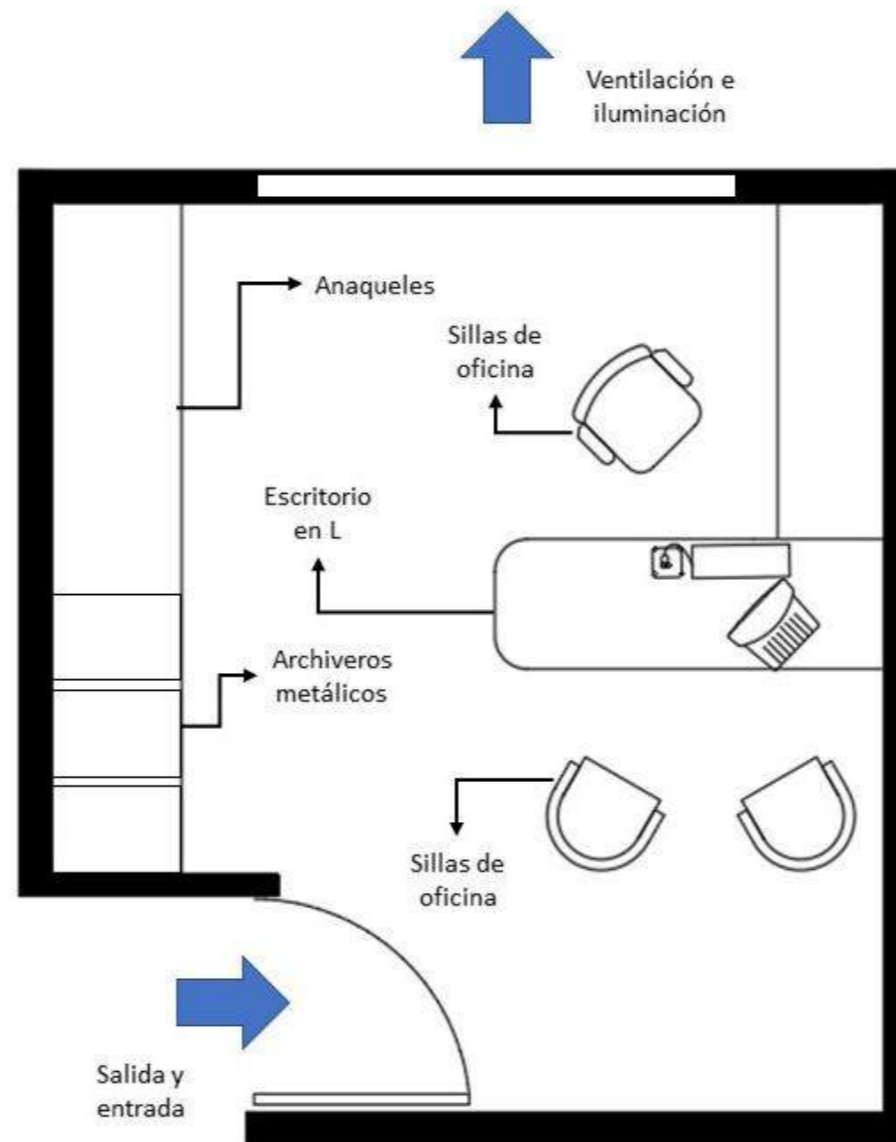 Ventilación e
iluminación
Anaqueles
Sillas de
oficina
Escritorio
en L
Archiveros
metálicos
Sillas de
oficina
Salida y
entrada